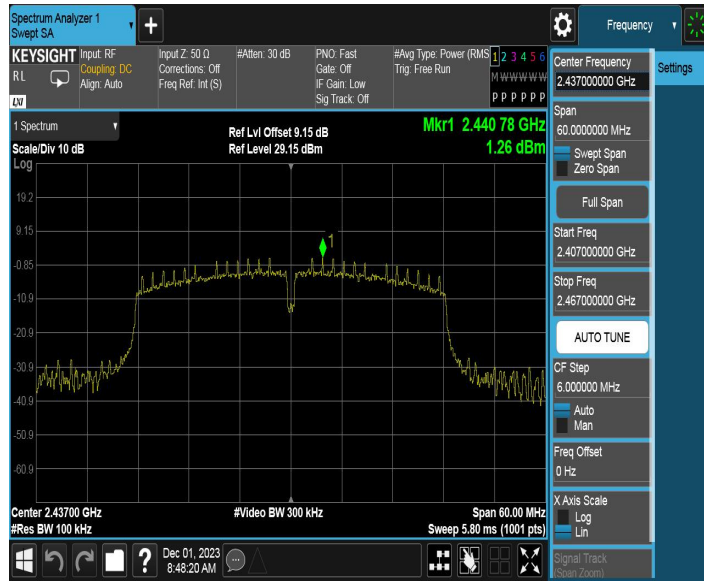 Spectrum Analyzer 1
Swept SA
Frequency
KEYSIGHT
RL
LXI
Input: RF
Coupling: DC
Align: Auto
Input Z: 50 Ω
Corrections: Off
Freq Ref: Int (S)
#Atten: 30 dB
PNO: Fast
Gate: Off
IF Gain: Low
Sig Track: Off
#Avg Type: Power (RMS
Trig: Free Run
1 2 3 4 5 6
M W W W W W
P P P P P P
1 Spectrum
Scale/Div 10 dB
Log
Ref Lvl Offset 9.15 dB
Ref Level 29.15 dBm
Mkr1 2.440 78 GHz
1.26 dBm
19.2
9.15
-0.85
-10.9
-20.9
-30.9
-40.9
-50.9
-60.9
1
Center 2.43700 GHz
#Res BW 100 kHz
#Video BW 300 kHz
Span 60.00 MHz
Sweep 5.80 ms (1001 pts)
Dec 01, 2023
8:48:20 AM
Center Frequency
2.437000000 GHz
Span
60.0000000 MHz
Swept Span
Zero Span
Full Span
Start Freq
2.407000000 GHz
Stop Freq
2.467000000 GHz
AUTO TUNE
CF Step
6.000000 MHz
Auto
Man
Freq Offset
0 Hz
X Axis Scale
Log
Lin
Signal Track
(Span Zoom)
Settings